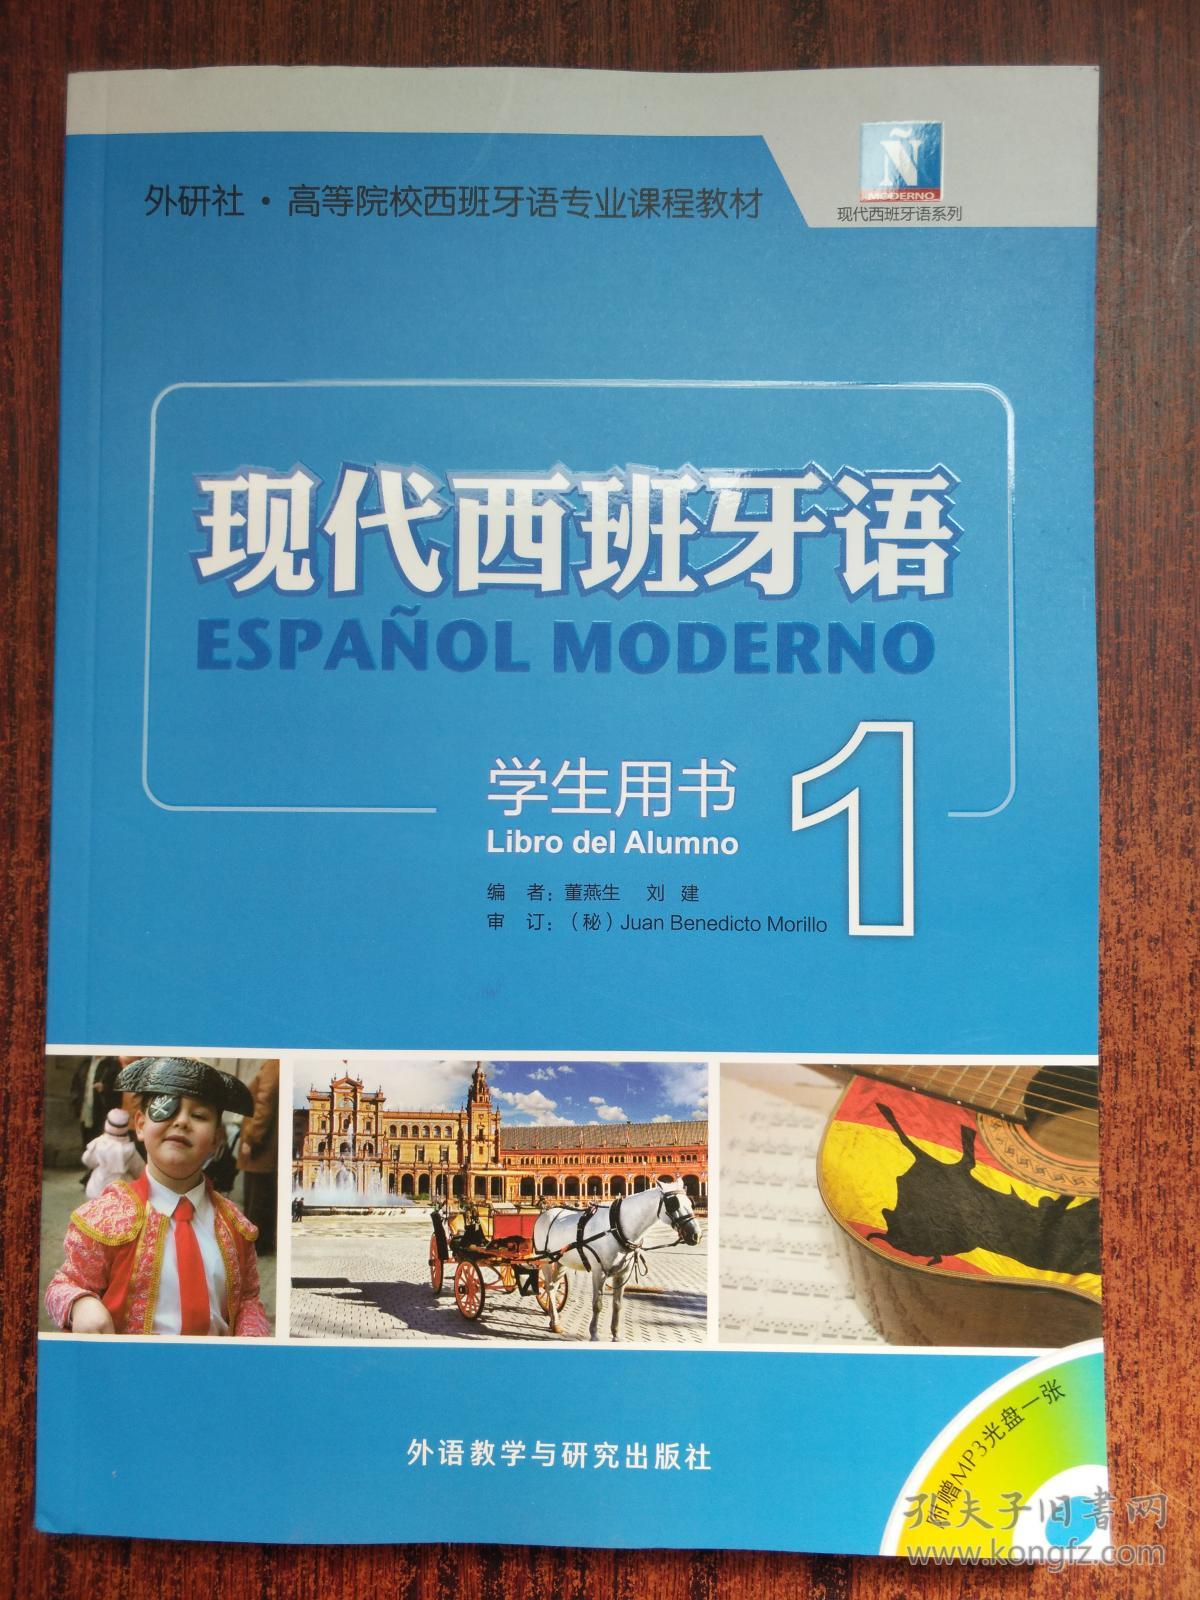 Ñ
MODERNO
现代西班牙语系列
外研社·高等院校西班牙语专业课程教材
现代西班牙语
ESPAÑOL MODERNO
1
学生用书
Libro del Alumno
编 者：董燕生 刘 建
审 订：（秘）Juan Benedicto Morillo
外语教学与研究出版社
附赠MP3光盘一张
孔夫子旧書网
www.kongfz.com